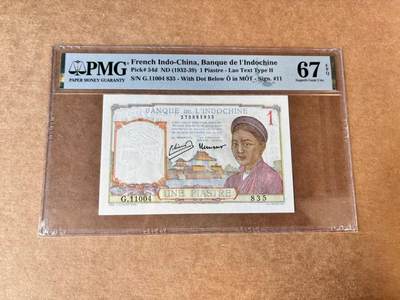 PMG
PAPER MONEY GUARANTY
French Indo-China, Banque de l'Indochine
Pick# 54d ND (1932-39) 1 Piastre - Lao Text Type II
S/N G.11004 835 - With Dot Below Ô in MỘT - Sign. #11
67 EPQ
Superb Gem Unc
BANQUE DE L'INDOCHINE
1
UNE PIASTRE
G.11004
835